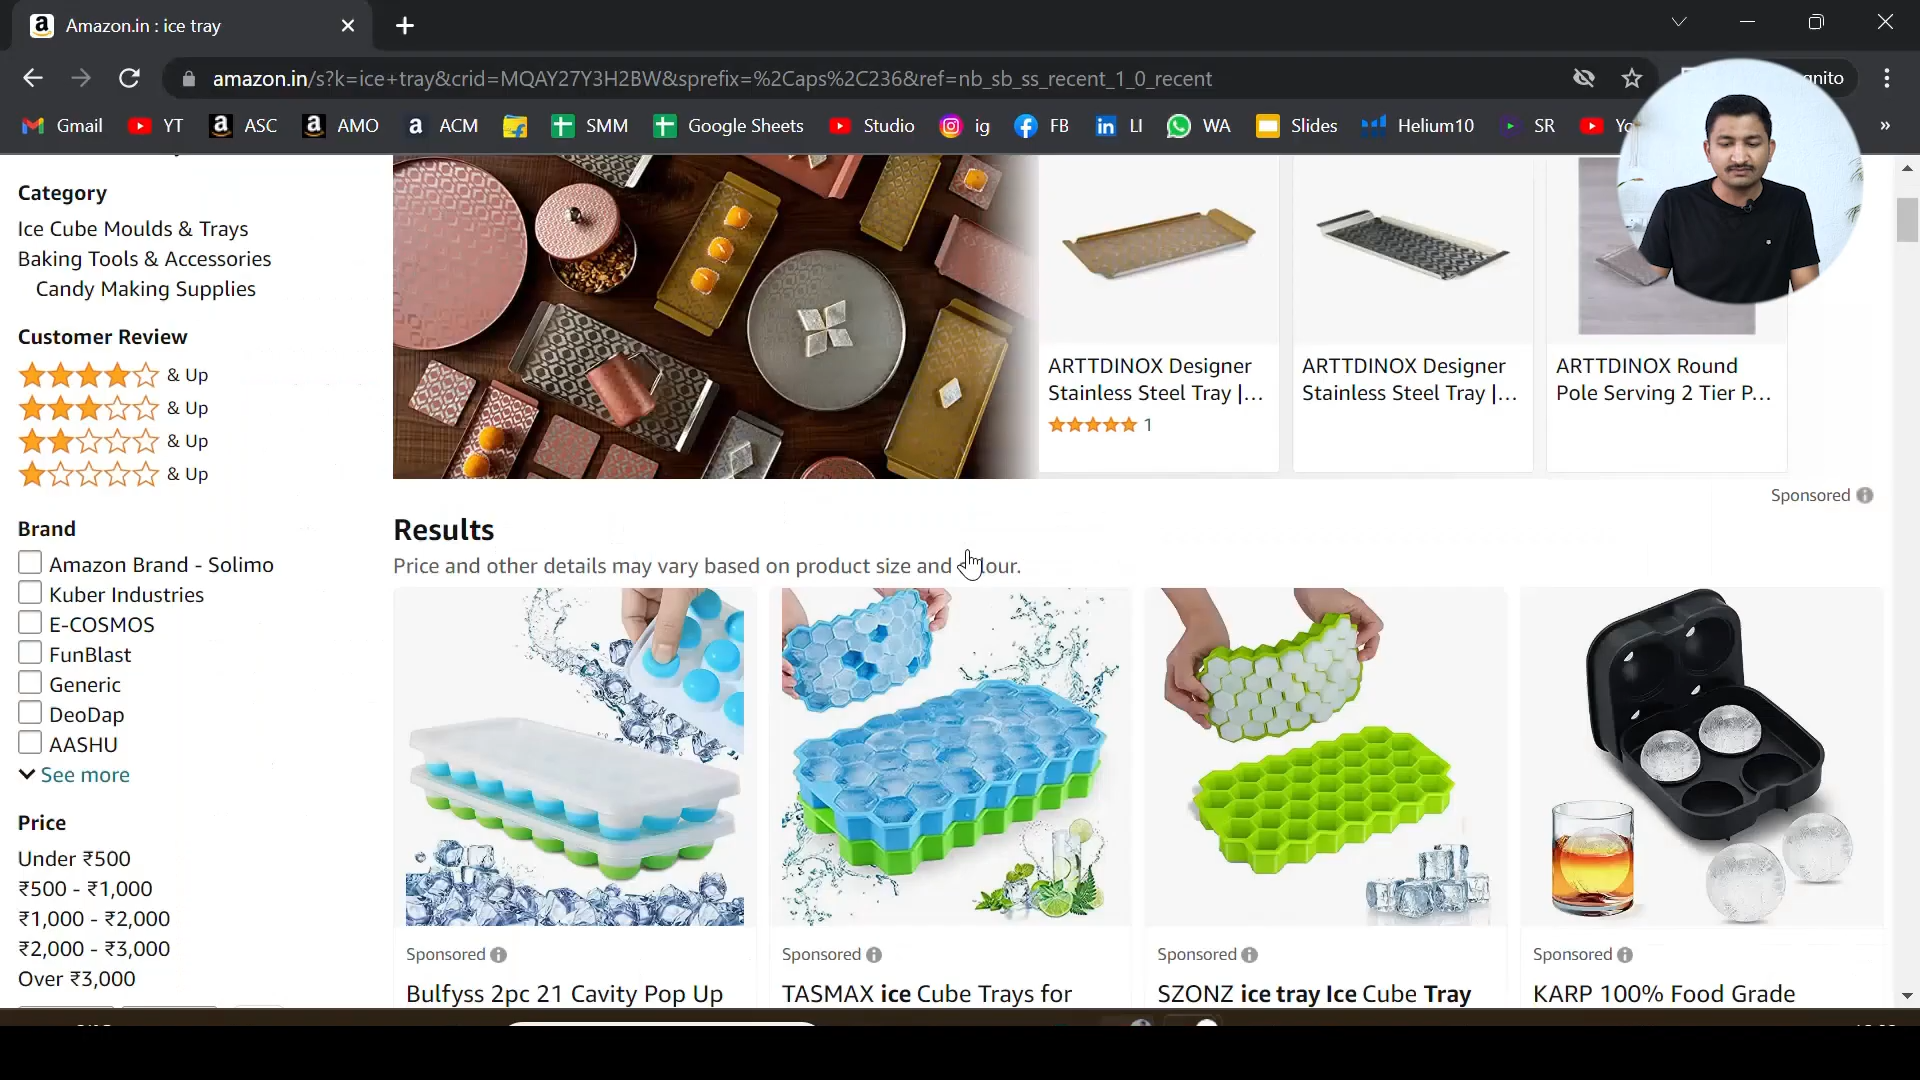 Amazon.in : ice tray
amazon.in/s?k=ice+tray&crid=MQAY27Y3H2BW&sprefix=%2Caps%2C236&ref=nb_sb_ss_recent_1_0_recent
Gmail YT ASC AMO ACM SMM Google Sheets Studio ig FB LI WA Slides Helium10 SR
Category
Ice Cube Moulds & Trays
Baking Tools & Accessories
Candy Making Supplies
Customer Review
& Up
& Up
& Up
& Up
Brand
Amazon Brand - Solimo
Kuber Industries
E-COSMOS
FunBlast
Generic
DeoDap
AASHU
See more
Price
Under ₹500
₹500 - ₹1,000
₹1,000 - ₹2,000
₹2,000 - ₹3,000
Over ₹3,000
ARTTDINOX Designer
Stainless Steel Tray |...
1
ARTTDINOX Designer
Stainless Steel Tray |...
ARTTDINOX Round
Pole Serving 2 Tier P...
Sponsored
Results
Price and other details may vary based on product size and
Sponsored
Bulfyss 2pc 21 Cavity Pop Up
Sponsored
TASMAX ice Cube Trays for
Sponsored
SZONZ ice tray Ice Cube Tray
Sponsored
KARP 100% Food Grade